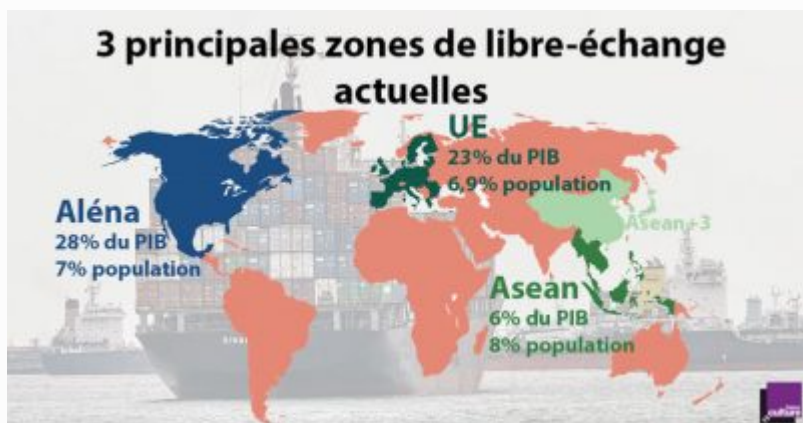 3 principales zones de libre-échange
actuelles
UE
23% du PIB
6,9% population
Aléna
28% du PIB
7% population
Asean+3
Asean
6% du PIB
8% population
culture